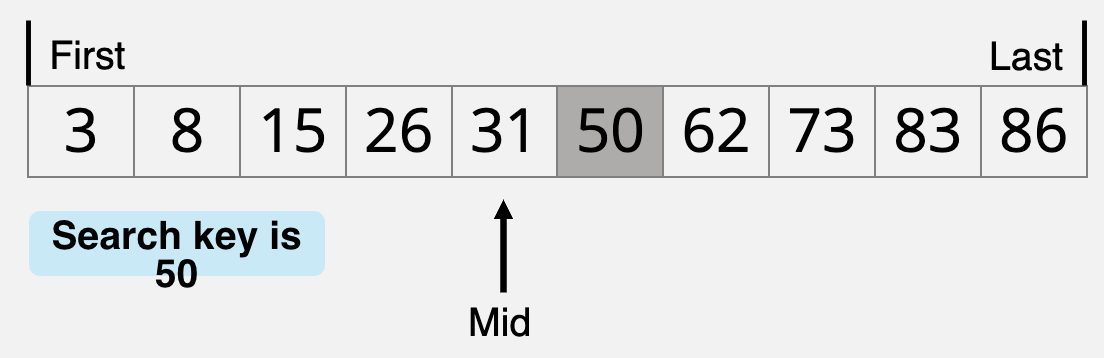 First Last
3 8 15 26 31 50 62 73 83 86
Search key is
50
Mid